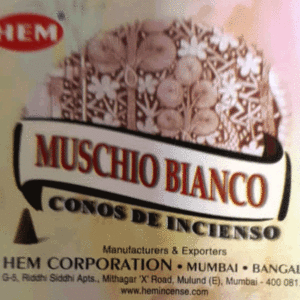 HEM
MUSCHIO BIANCO
CONOS DE INCIENSO
Manufacturers & Exporters
HEM CORPORATION • MUMBAI • BANGAL
G-5, Riddhi Siddhi Apts., Mithagar 'X' Road, Mulund (E), Mumbai - 400 081
www.hemincense.com